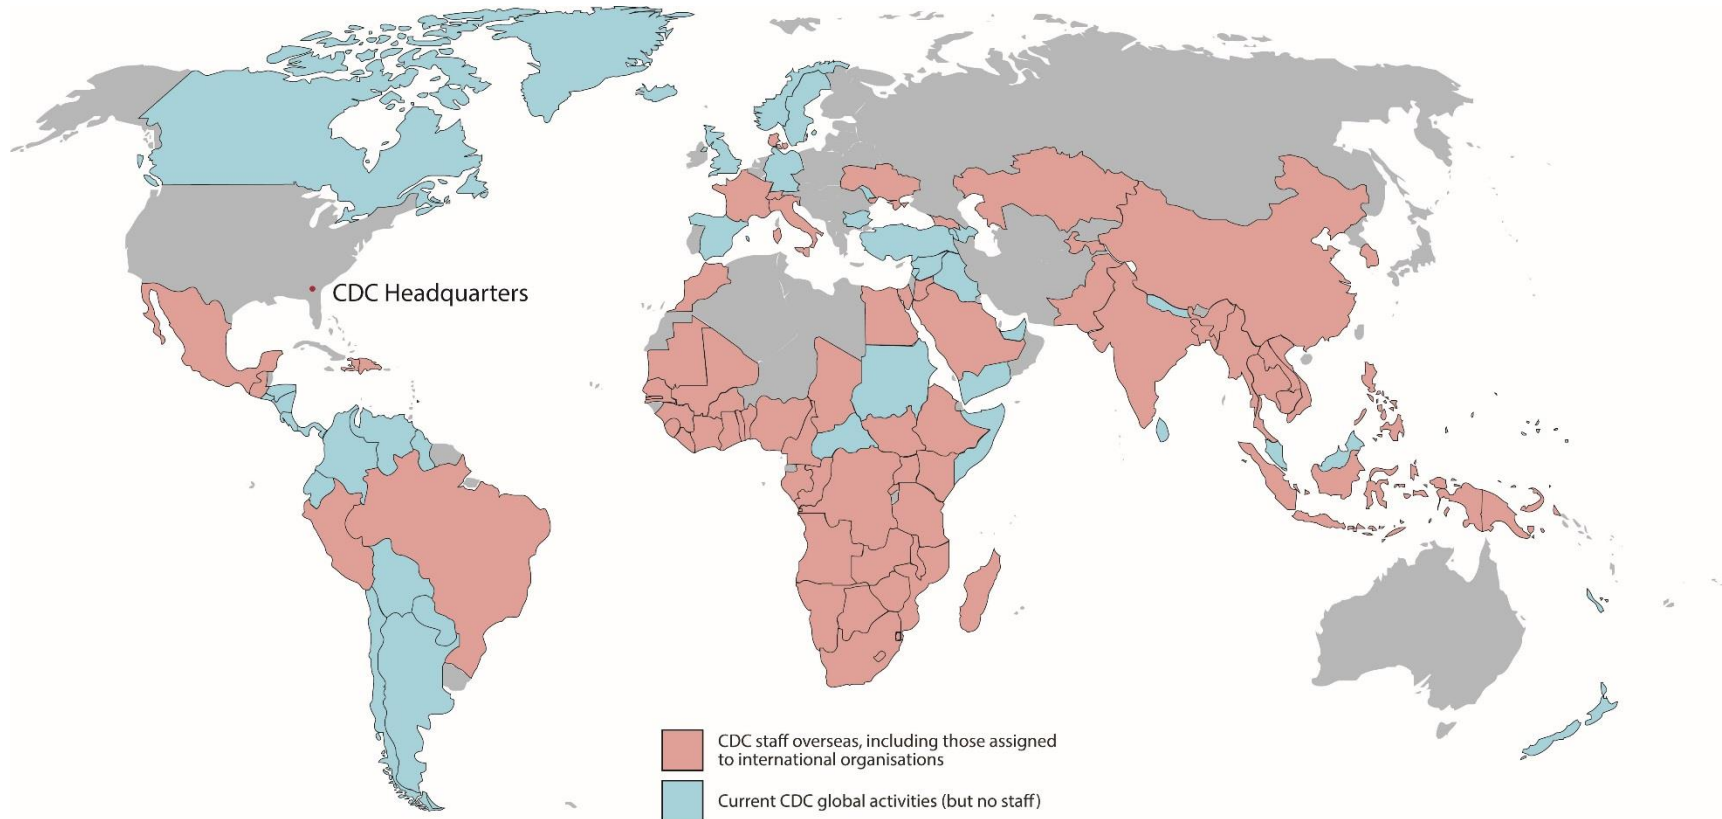 CDC Headquarters
CDC staff overseas, including those assigned
to international organisations
Current CDC global activities (but no staff)